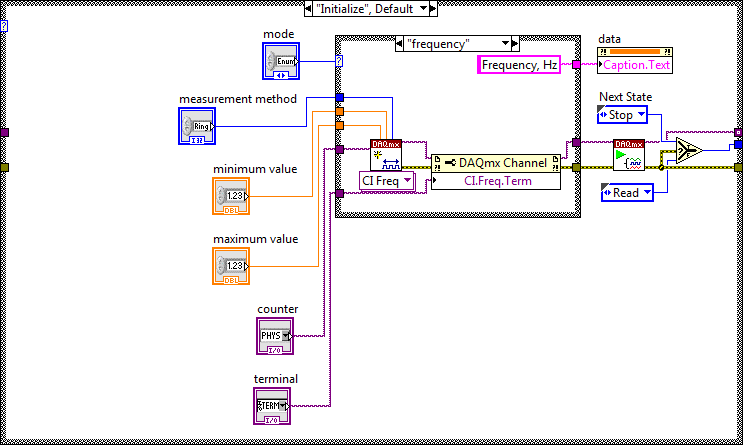 "Initialize", Default
mode
Enum
"frequency"
data
Frequency, Hz
Caption.Text
measurement method
Ring
I32
Next State
Stop
DAQmx
DAQmx
DAQmx Channel
CI Freq
CI.Freq.Term
minimum value
1.23
DBL
Read
maximum value
1.23
DBL
counter
PHYS
I/O
terminal
TERM
I/O